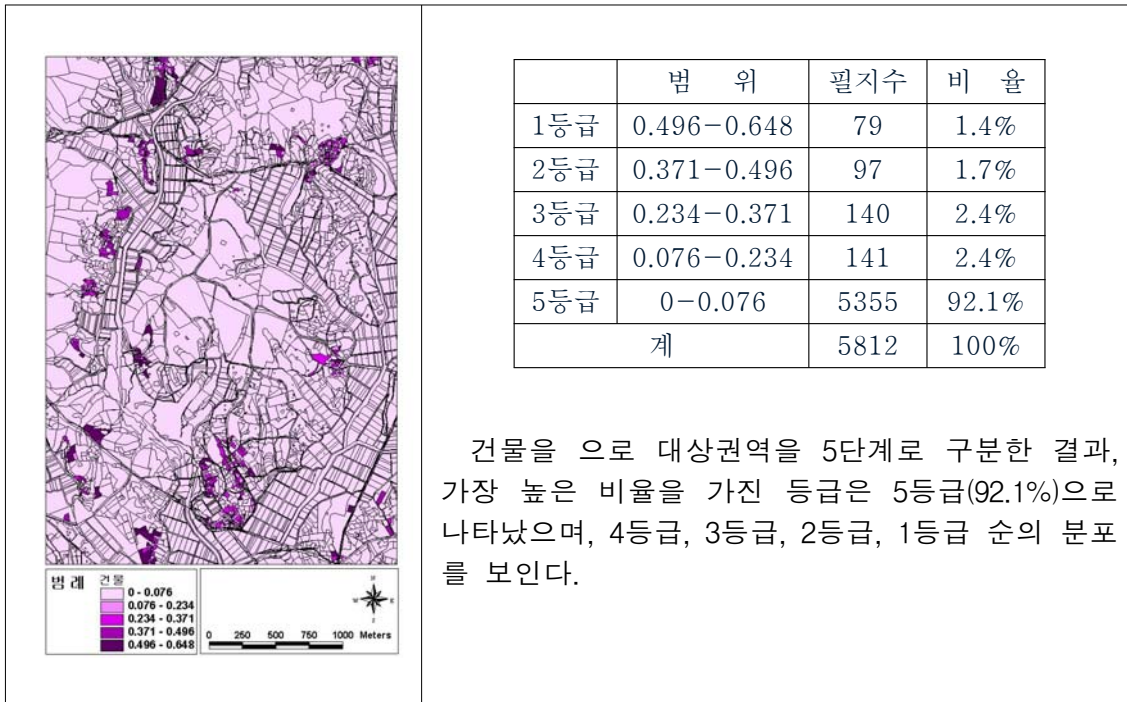 범 위 필지수 비 율
1등급 0.496-0.648 79 1.4%
2등급 0.371-0.496 97 1.7%
3등급 0.234-0.371 140 2.4%
4등급 0.076-0.234 141 2.4%
5등급 0-0.076 5355 92.1%
계 5812 100%
건물을 으로 대상권역을 5단계로 구분한 결과,
가장 높은 비율을 가진 등급은 5등급(92.1%)으로
나타났으며, 4등급, 3등급, 2등급, 1등급 순의 분포
를 보인다.
범 례 건물
0 - 0.076
0.076 - 0.234
0.234 - 0.371
0.371 - 0.496
0.496 - 0.648
N
W E
S
0 250 500 750 1000 Meters